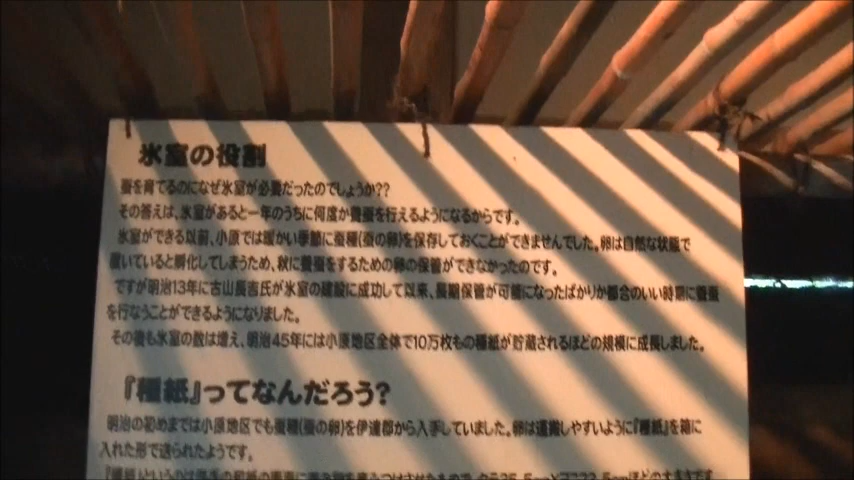 氷室の役割
蚕を育てるのになぜ氷室が必要だったのでしょうか??
その答えは、氷室があると一年のうちに何度か養蚕を行えるようになるからです。
氷室ができる以前、小原では暖かい季節に蚕種(蚕の卵)を保存しておくことができませんでした。卵は自然な状態で
置いていると孵化してしまうため、秋に養蚕をするための卵の保管ができなかったのです。
ですが明治13年に古山長吉氏が氷室の建設に成功して以来、長期保管が可能になったばかりか都合のいい時期に養蚕
を行なうことができるようになりました。
その後も氷室の数は増え、明治45年には小原地区全体で10万枚もの種紙が貯蔵されるほどの規模に成長しました。
『種紙』ってなんだろう?
明治の初めまでは小原地区でも蚕種(蚕の卵)を伊達郡から入手していました。卵は運搬しやすいように『種紙』を箱に
入れた形で送られたようです。